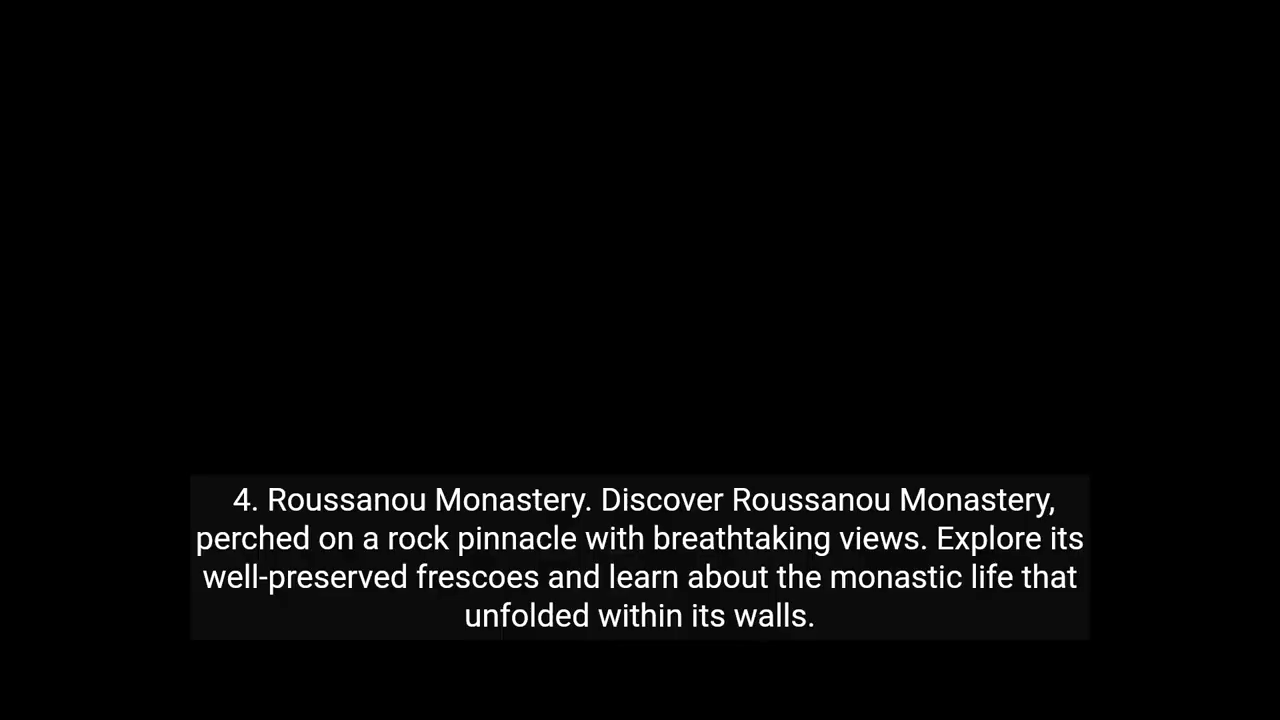 4. Roussanou Monastery. Discover Roussanou Monastery,
perched on a rock pinnacle with breathtaking views. Explore its
well-preserved frescoes and learn about the monastic life that
unfolded within its walls.